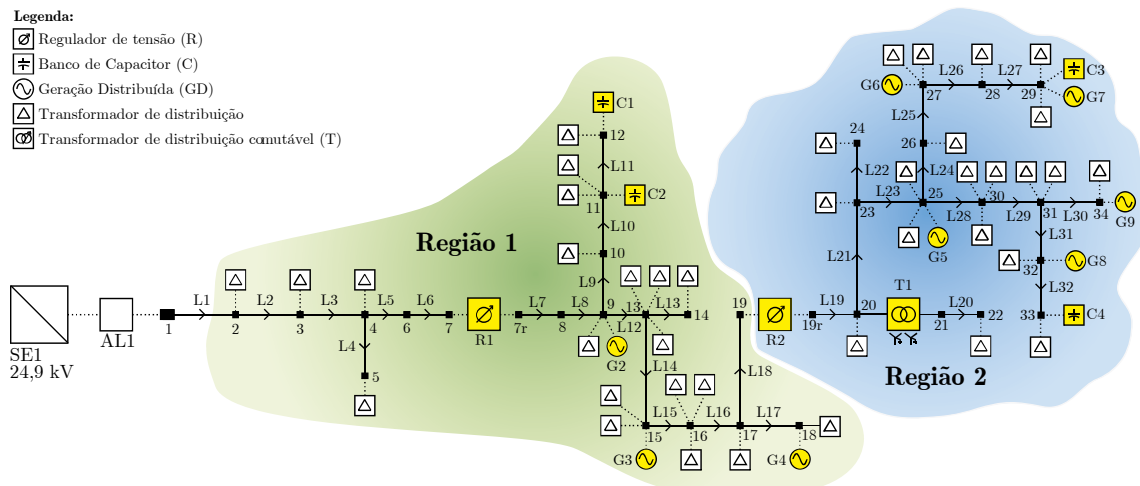 Legenda:
Regulador de tensão (R)
Banco de Capacitor (C)
Geração Distribuída (GD)
Transformador de distribuição
Transformador de distribuição comutável (T)
Região 1
Região 2
SE1
24,9 kV
AL1
1
L1
2
L2
3
L3
4
L4
5
L5
6
L6
7
R1
7r
L7
8
L8
9
G2
L9
10
L10
11
C2
L11
12
C1
L12
13
L13
14
L14
15
G3
L15
16
L16
17
L17
18
G4
L18
19
R2
19r
L19
20
T1
21
L20
22
L21
23
L22
24
L23
25
G5
L24
26
L25
27
G6
L26
28
L27
29
C3
G7
L28
30
L29
31
L30
34
G9
L31
32
G8
L32
33
C4